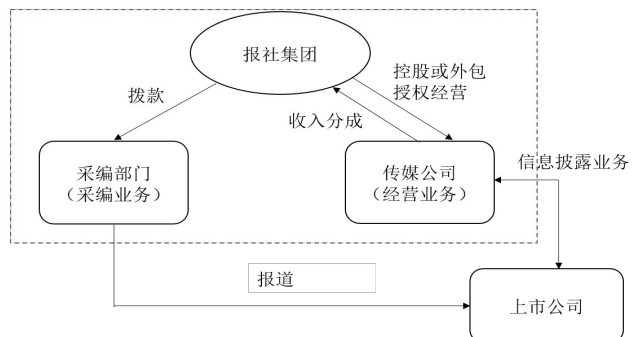 报社集团
拨款
控股或外包
授权经营
收入分成
采编部门
（采编业务）
传媒公司
（经营业务）
信息披露业务
报道
上市公司